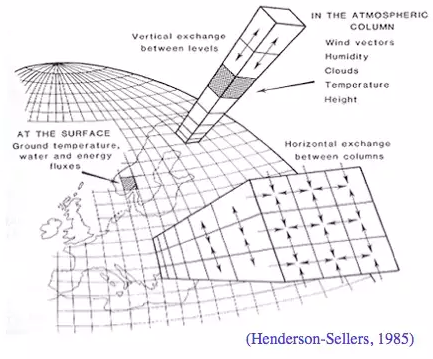 IN THE ATMOSPHERIC
COLUMN
Wind vectors
Humidity
Clouds
Temperature
Height
Vertical exchange
between levels
AT THE SURFACE
Ground temperature,
water and energy
fluxes
Horizontal exchange
between columns
(Henderson-Sellers, 1985)